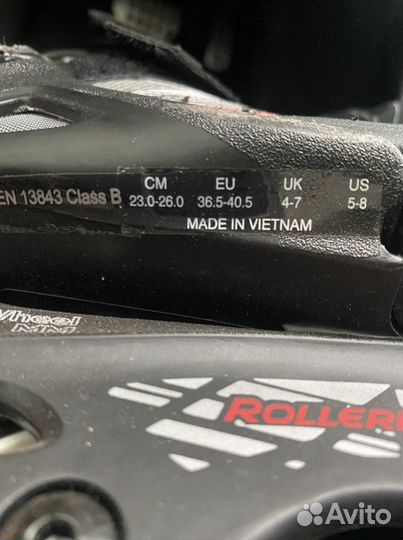 EN 13843 Class B
CM EU UK US
23.0-26.0 36.5-40.5 4-7 5-8
MADE IN VIETNAM
Avito